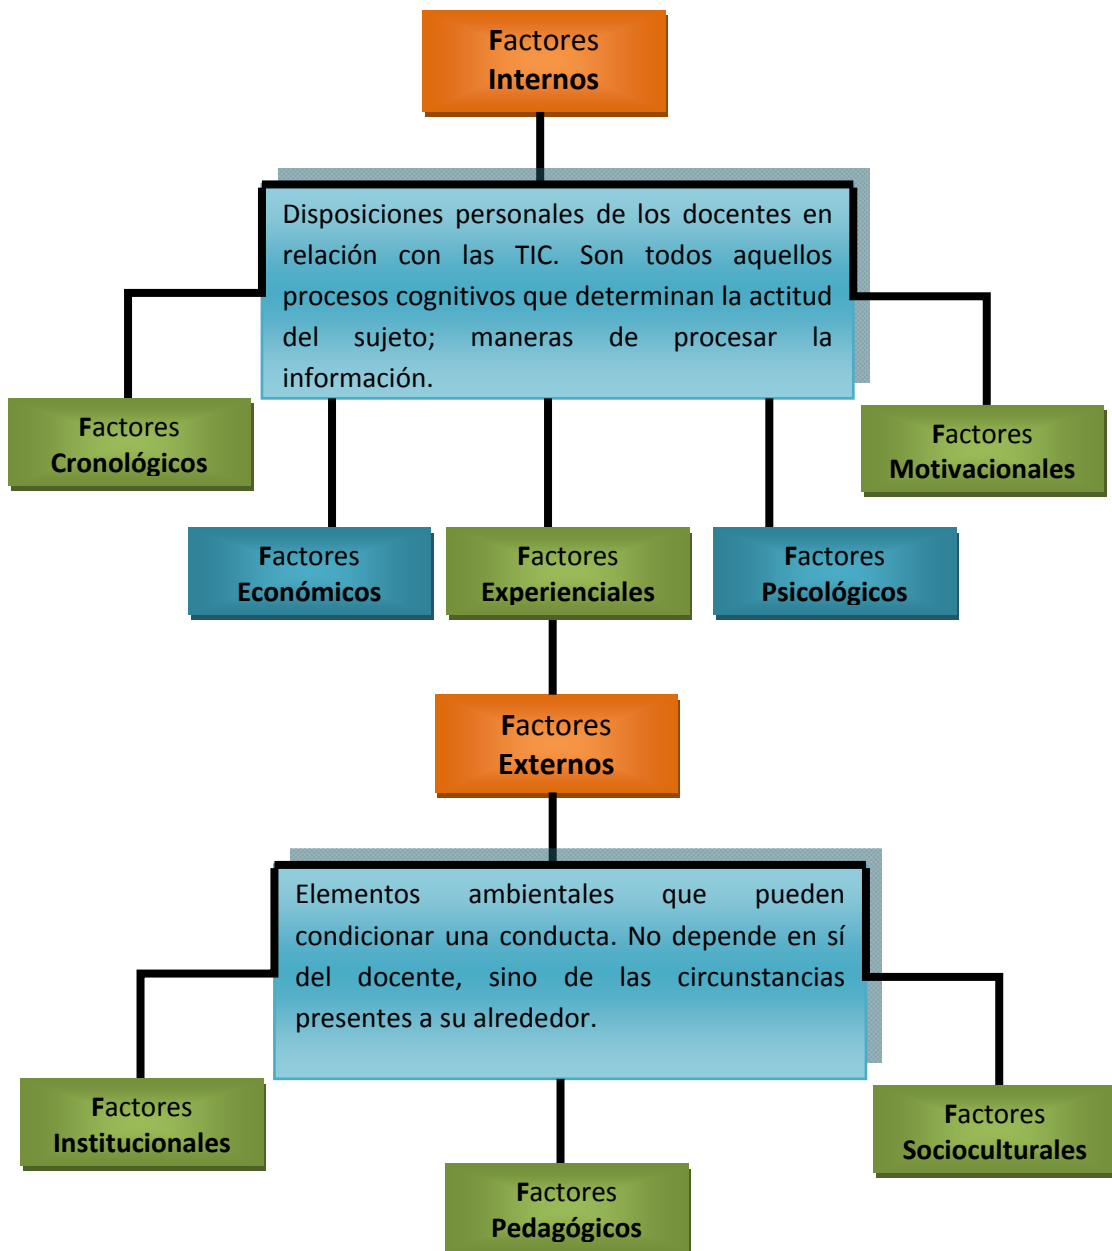 Factores
Internos
Disposiciones personales de los docentes en
relación con las TIC. Son todos aquellos
procesos cognitivos que determinan la actitud
del sujeto; maneras de procesar la
información.
Factores
Cronológicos
Factores
Motivacionales
Factores
Económicos
Factores
Experienciales
Factores
Psicológicos
Factores
Externos
Elementos ambientales que pueden
condicionar una conducta. No depende en sí
del docente, sino de las circunstancias
presentes a su alrededor.
Factores
Institucionales
Factores
Socioculturales
Factores
Pedagógicos